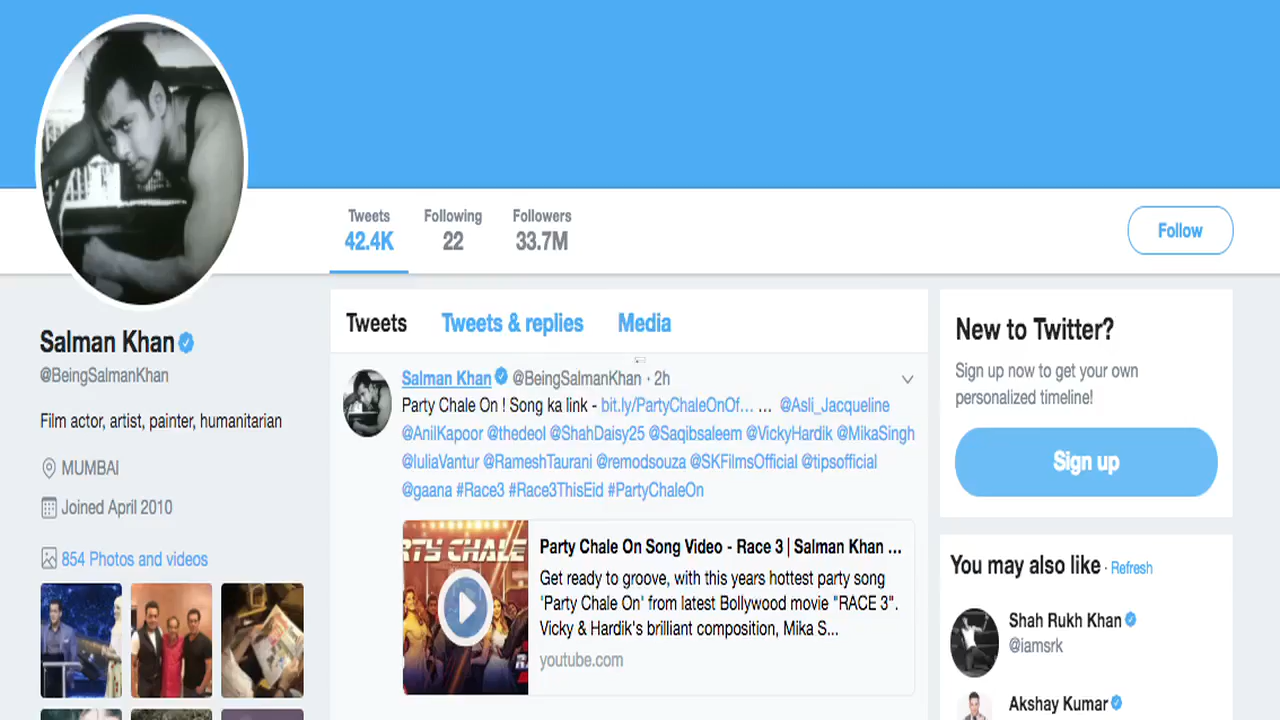 Tweets
42.4K
Following
22
Followers
33.7M
Follow
Salman Khan
@BeingSalmanKhan
Film actor, artist, painter, humanitarian
MUMBAI
Joined April 2010
854 Photos and videos
Tweets Tweets & replies Media
Salman Khan @BeingSalmanKhan · 2h
Party Chale On ! Song ka link - bit.ly/PartyChaleOnOf... ... @Asli_Jacqueline
@AnilKapoor @thedeol @ShahDaisy25 @Saqibsaleem @VickyHardik @MikaSingh
@IuliaVantur @RameshTaurani @remodsouza @SKFilmsOfficial @tipsofficial
@gaana #Race3 #Race3ThisEid #PartyChaleOn
RTY CHALE
Party Chale On Song Video - Race 3 | Salman Khan ...
Get ready to groove, with this years hottest party song
'Party Chale On' from latest Bollywood movie "RACE 3".
Vicky & Hardik's brilliant composition, Mika S...
youtube.com
New to Twitter?
Sign up now to get your own
personalized timeline!
Sign up
You may also like · Refresh
Shah Rukh Khan
@iamsrk
Akshay Kumar